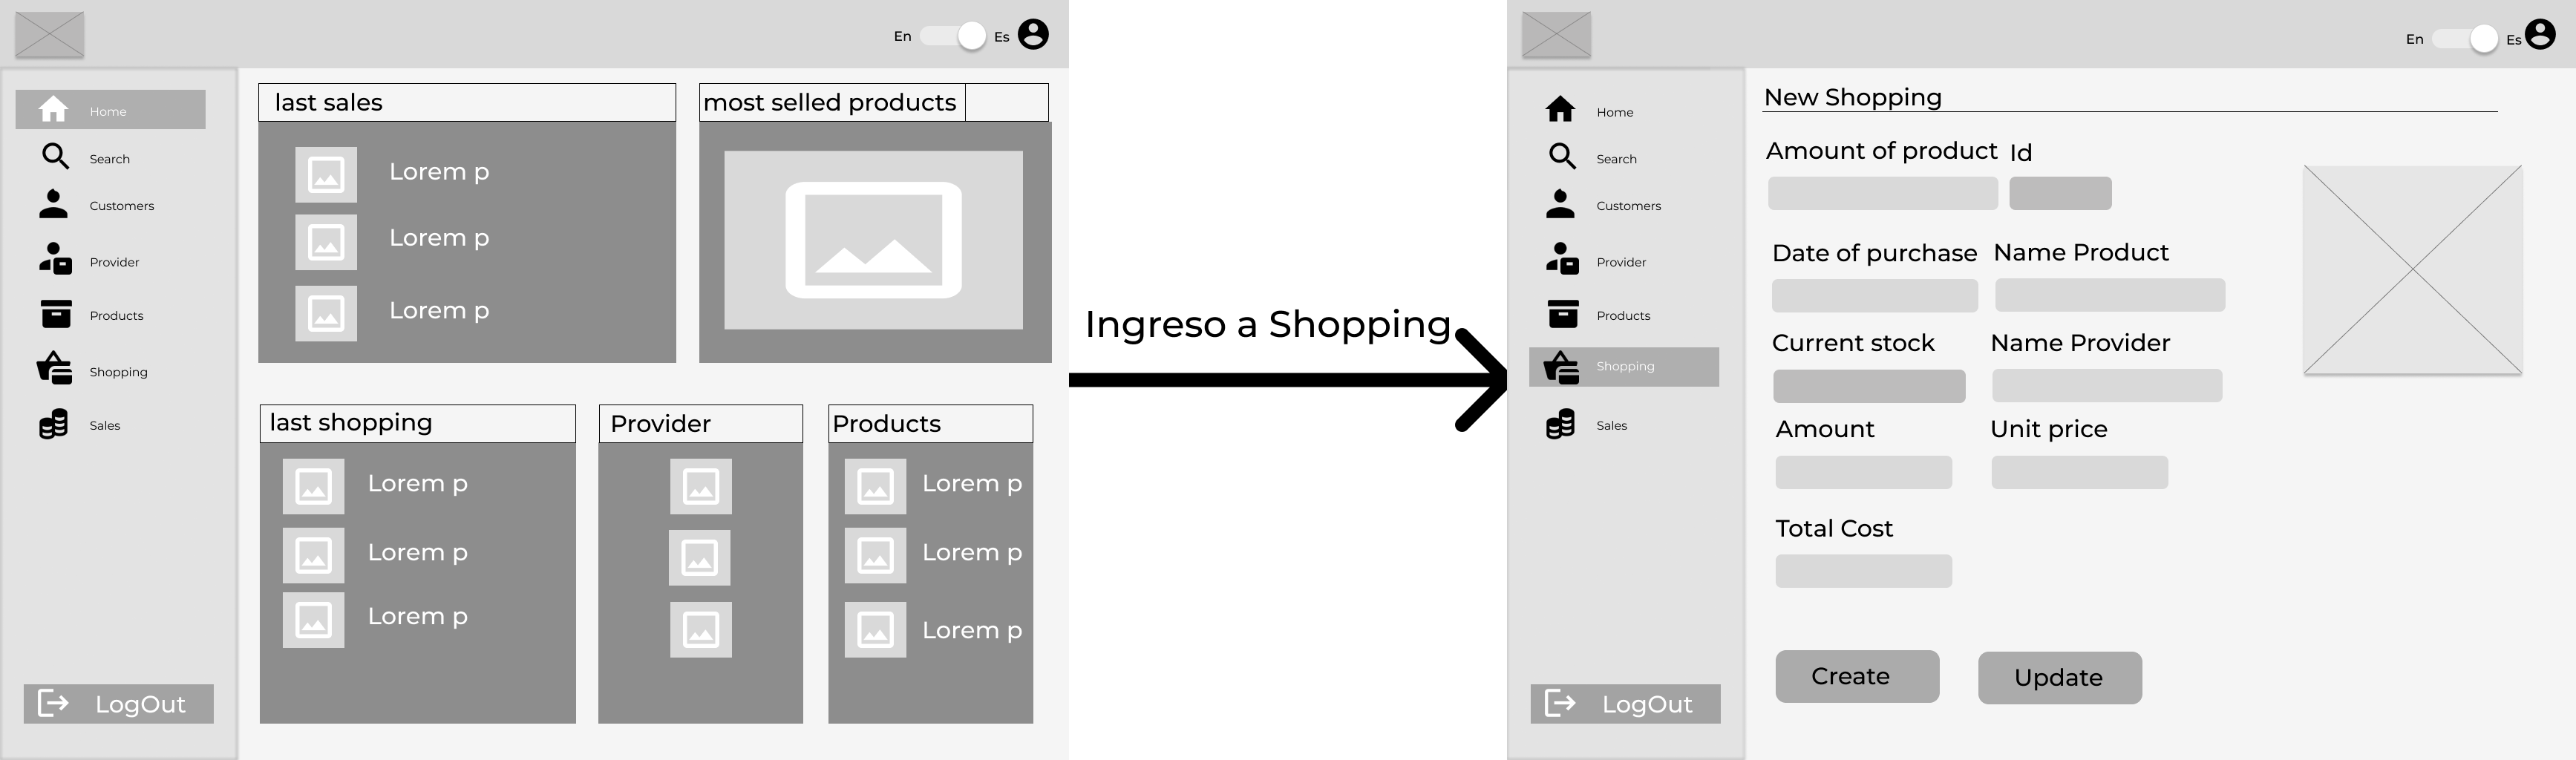 En Es
Home
Search
Customers
Provider
Products
Shopping
Sales
LogOut
last sales
Lorem p
Lorem p
Lorem p
most selled products
last shopping
Lorem p
Lorem p
Lorem p
Provider
Products
Lorem p
Lorem p
Lorem p
Ingreso a Shopping
En Es
Home
Search
Customers
Provider
Products
Shopping
Sales
LogOut
New Shopping
Amount of product Id
Date of purchase Name Product
Current stock Name Provider
Amount Unit price
Total Cost
Create Update